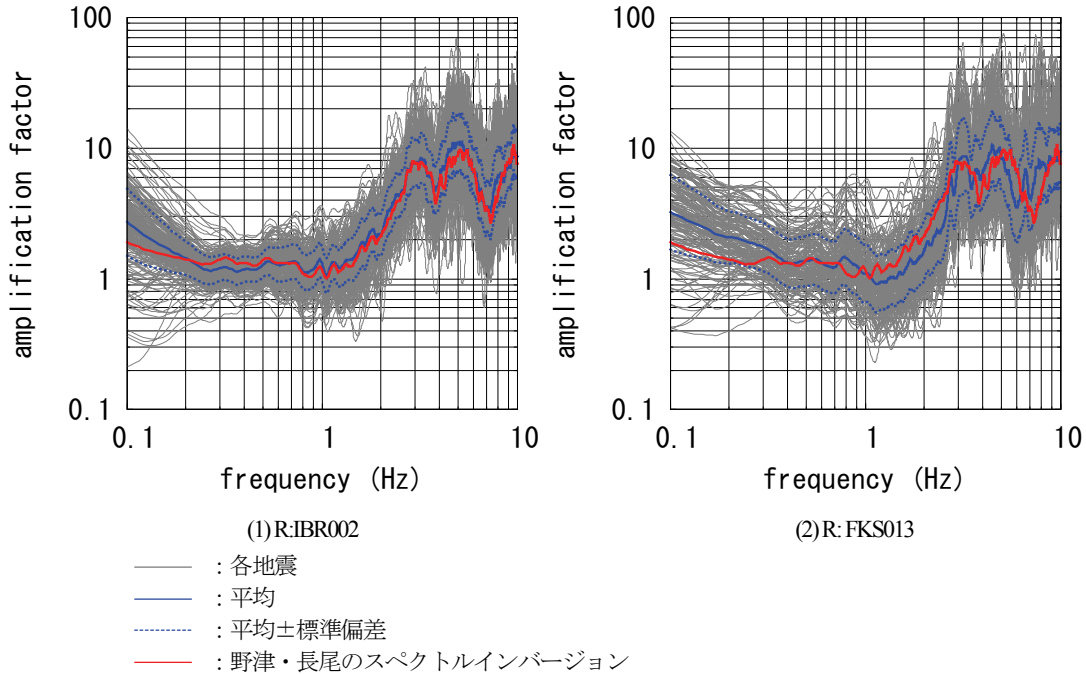 100
10
1
0.1
amplification factor
0.1
1
10
frequency (Hz)
(1) R:IBR002
100
10
1
0.1
amplification factor
0.1
1
10
frequency (Hz)
(2) R: FKS013
：各地震
：平均
：平均±標準偏差
：野津・長尾のスペクトルインバージョン